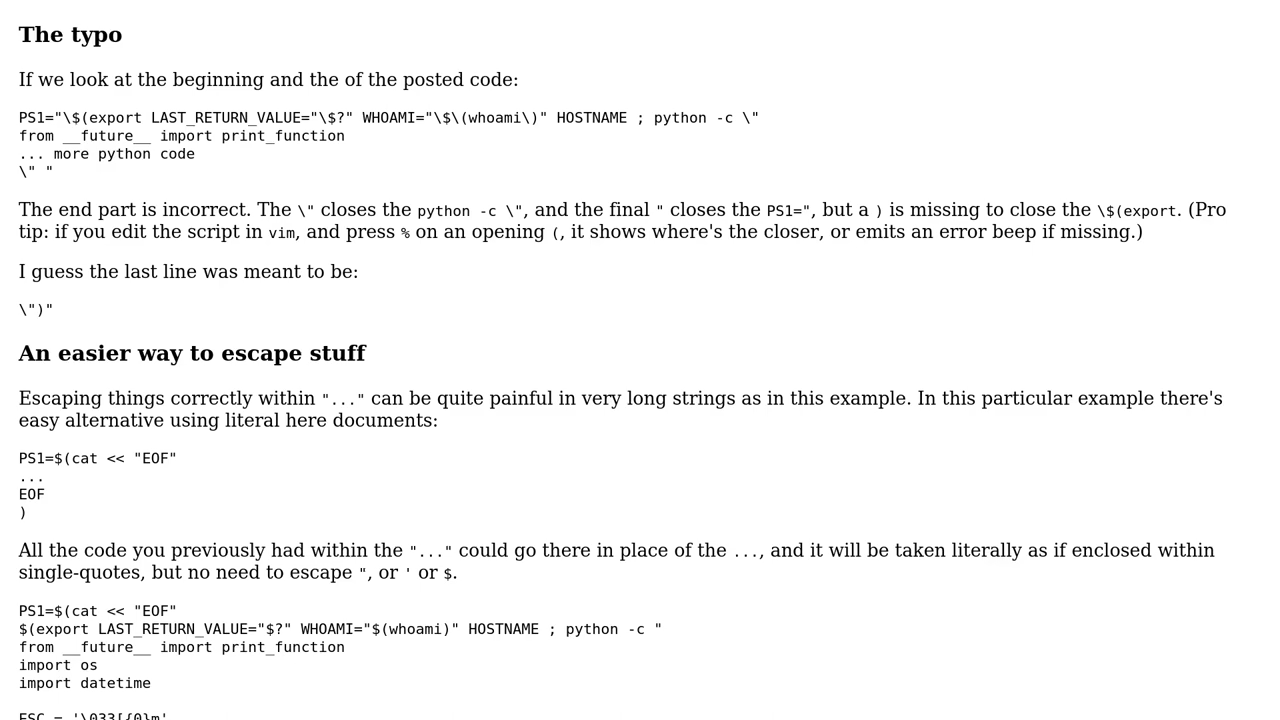 The typo
If we look at the beginning and the of the posted code:
PS1="\$(export LAST_RETURN_VALUE="\$?" WHOAMI="\$\(whoami\)" HOSTNAME ; python -c \"
from __future__ import print_function
... more python code
\" "
The end part is incorrect. The \" closes the python -c \", and the final " closes the PS1=", but a ) is missing to close the \$(export. (Pro
tip: if you edit the script in vim, and press % on an opening (, it shows where's the closer, or emits an error beep if missing.)
I guess the last line was meant to be:
\")"
An easier way to escape stuff
Escaping things correctly within "..." can be quite painful in very long strings as in this example. In this particular example there's
easy alternative using literal here documents:
PS1=$(cat << "EOF"
...
EOF
)
All the code you previously had within the "..." could go there in place of the ..., and it will be taken literally as if enclosed within
single-quotes, but no need to escape ", or ' or $.
PS1=$(cat << "EOF"
$(export LAST_RETURN_VALUE="$?" WHOAMI="$(whoami)" HOSTNAME ; python -c "
from __future__ import print_function
import os
import datetime
ESC = '\033[{0}m'